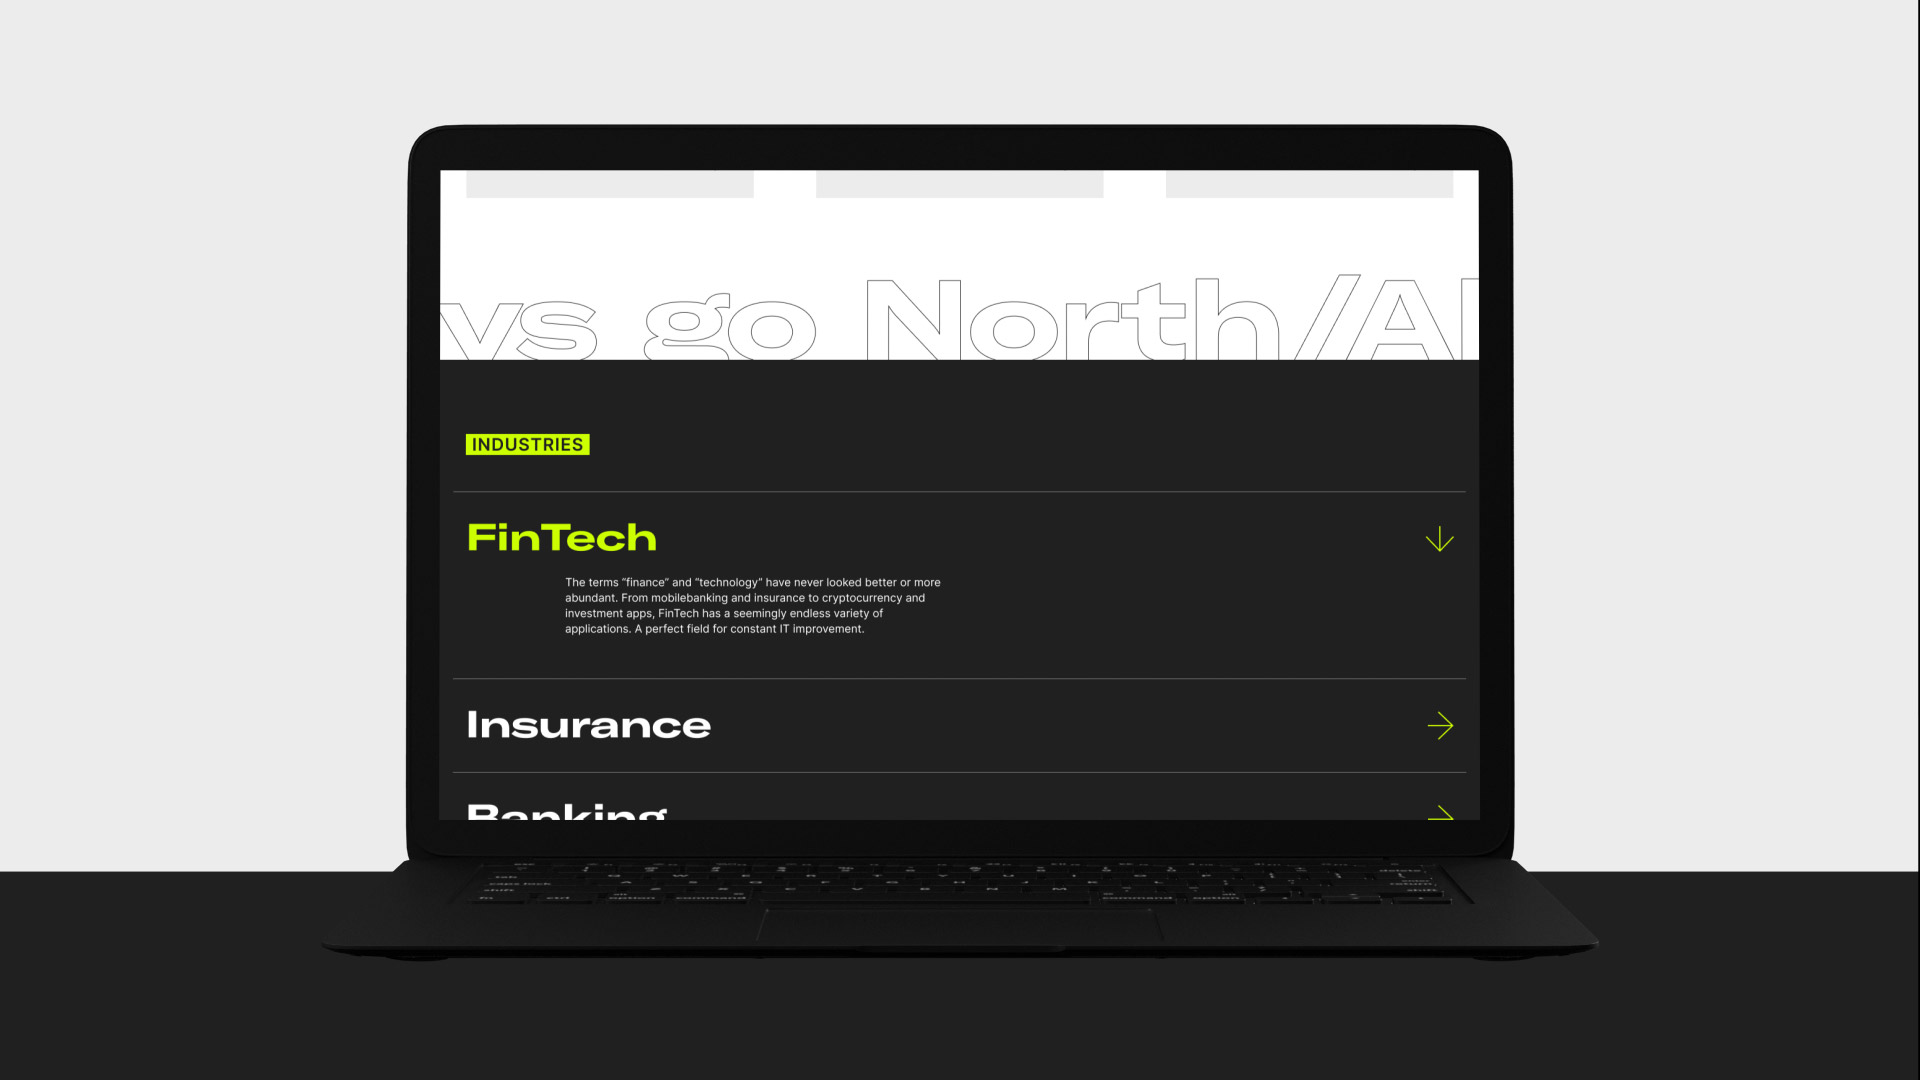 vs go North/Al
INDUSTRIES
FinTech
The terms “finance” and “technology” have never looked better or more
abundant. From mobilebanking and insurance to cryptocurrency and
investment apps, FinTech has a seemingly endless variety of
applications. A perfect field for constant IT improvement.
Insurance
Banking